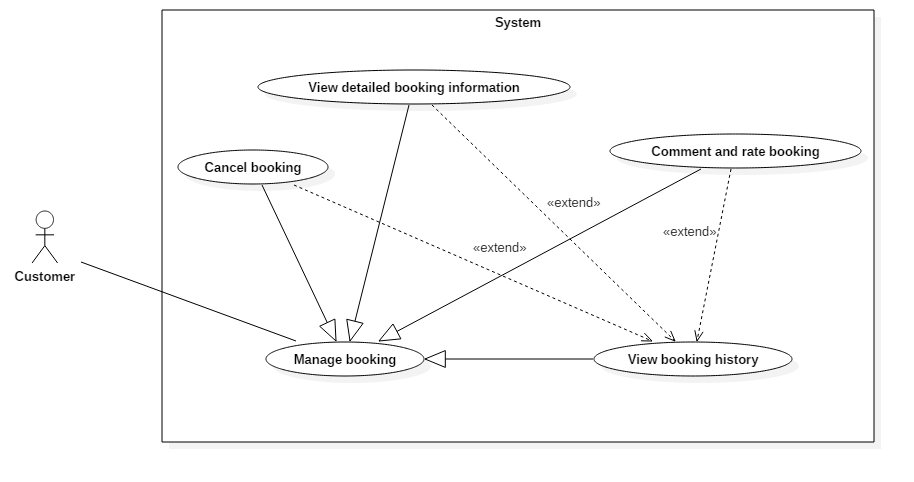 System
View detailed booking information
Comment and rate booking
Cancel booking
«extend»
«extend»
«extend»
Customer
Manage booking
View booking history